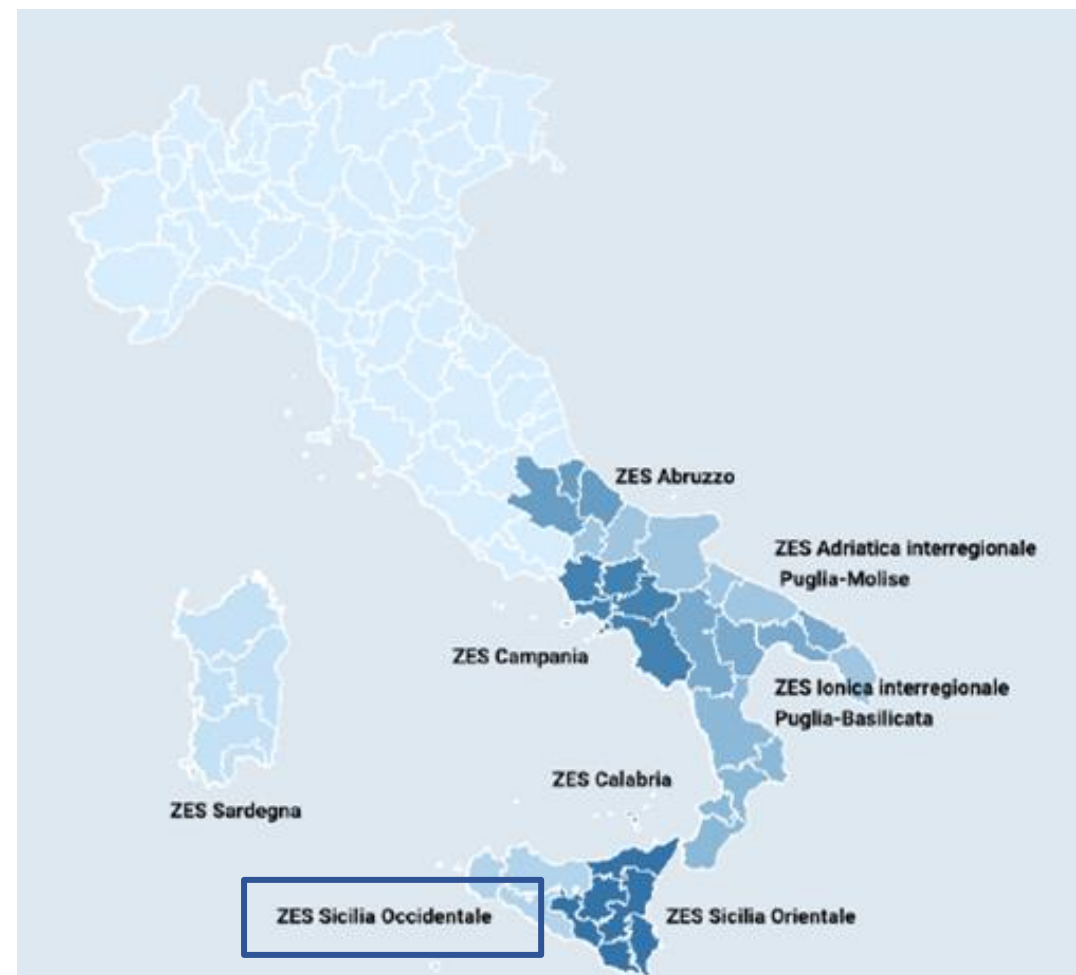 ZES Abruzzo
ZES Adriatica interregionale
Puglia-Molise
ZES Campania
ZES Ionica interregionale
Puglia-Basilicata
ZES Calabria
ZES Sardegna
ZES Sicilia Occidentale
ZES Sicilia Orientale